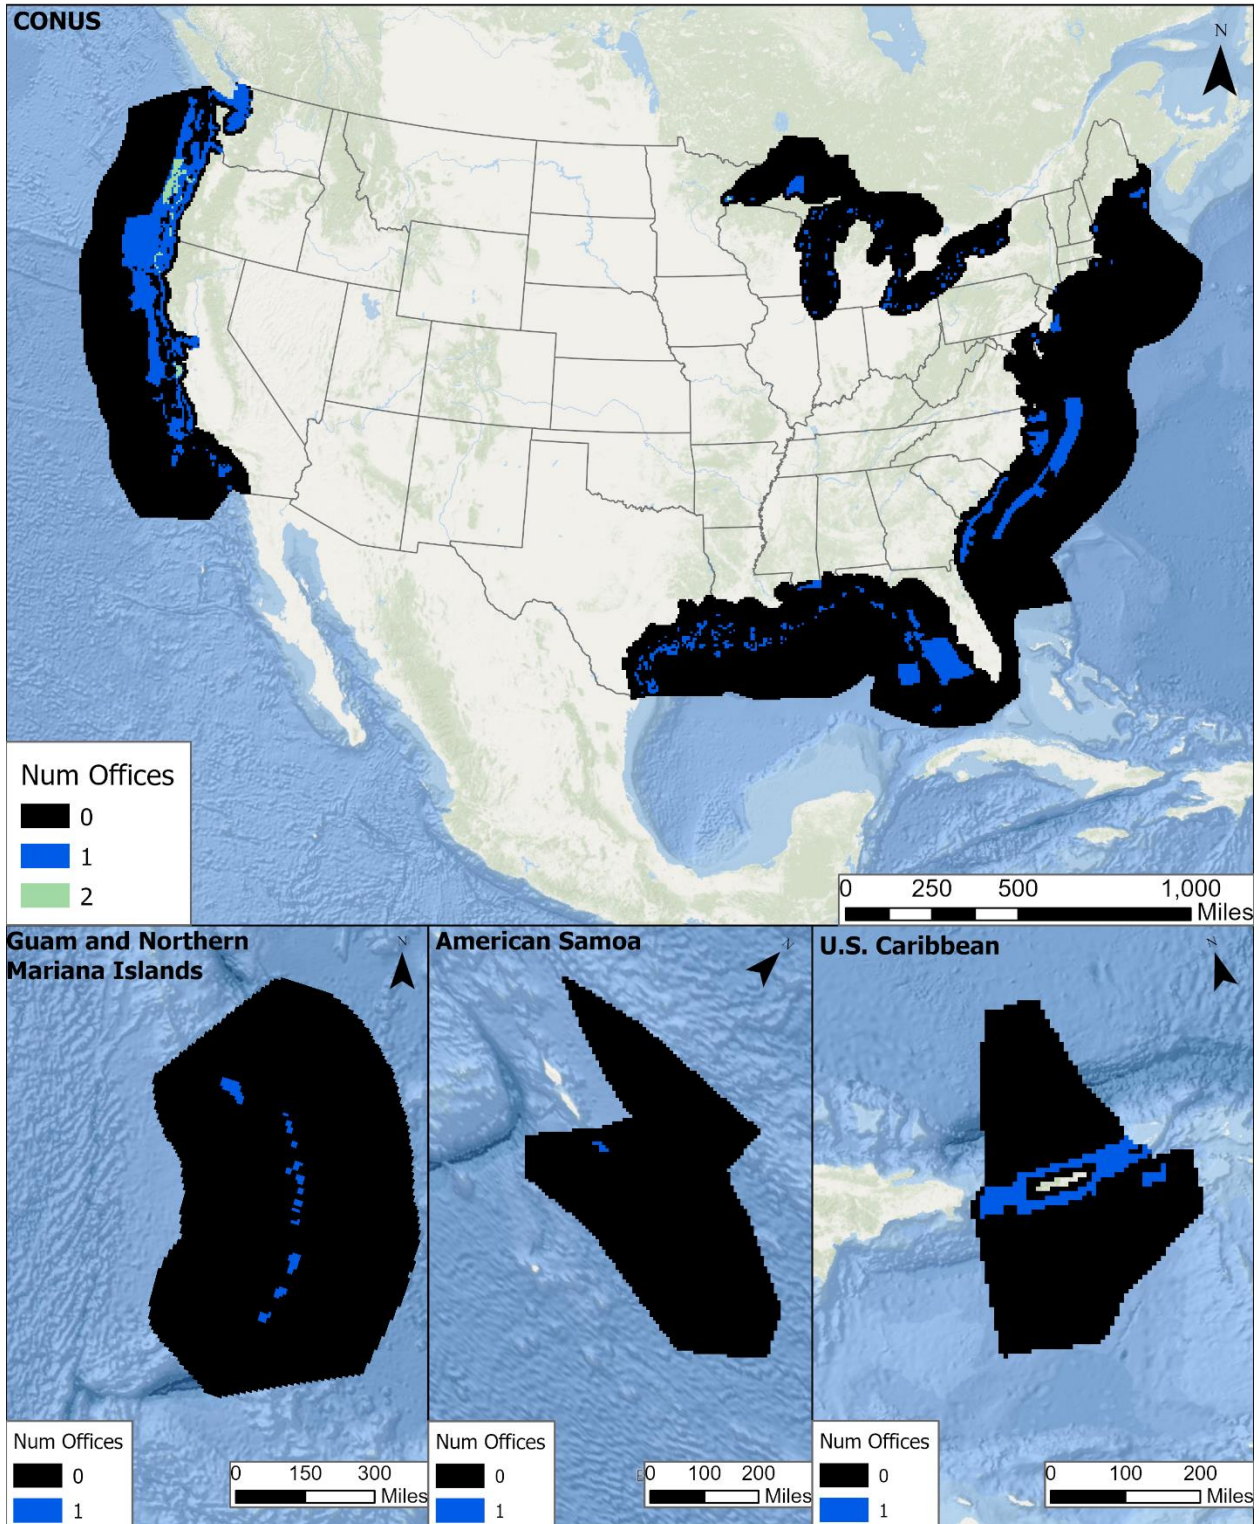 CONUS
N
Num Offices
0
1
2
0 250 500 1,000
Miles
Guam and Northern
Mariana Islands
N
Num Offices
0
1
0 150 300
Miles
American Samoa
N
Num Offices
0
1
0 100 200
Miles
U.S. Caribbean
N
Num Offices
0
1
0 100 200
Miles